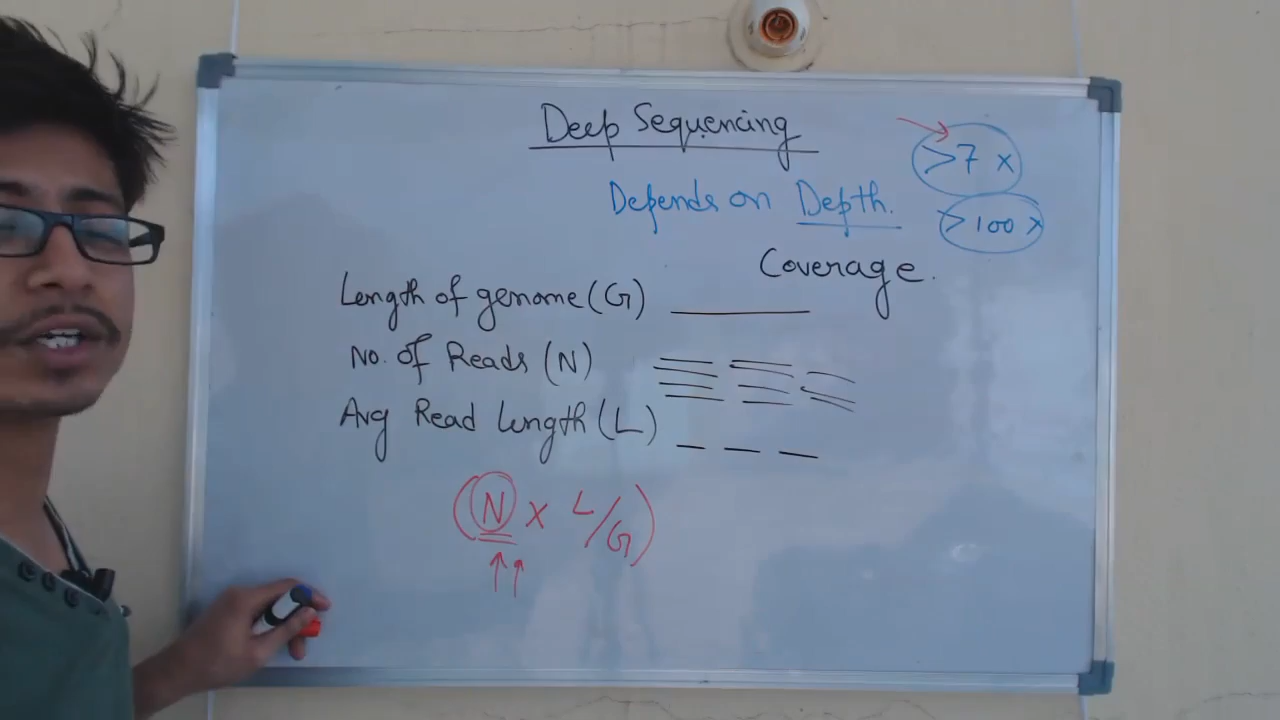 Deep Sequencing
>7 x
Depends on Depth.
>100 x
Coverage.
Length of genome (G)
No. of Reads (N)
Avg Read length (L)
(N x L/G)